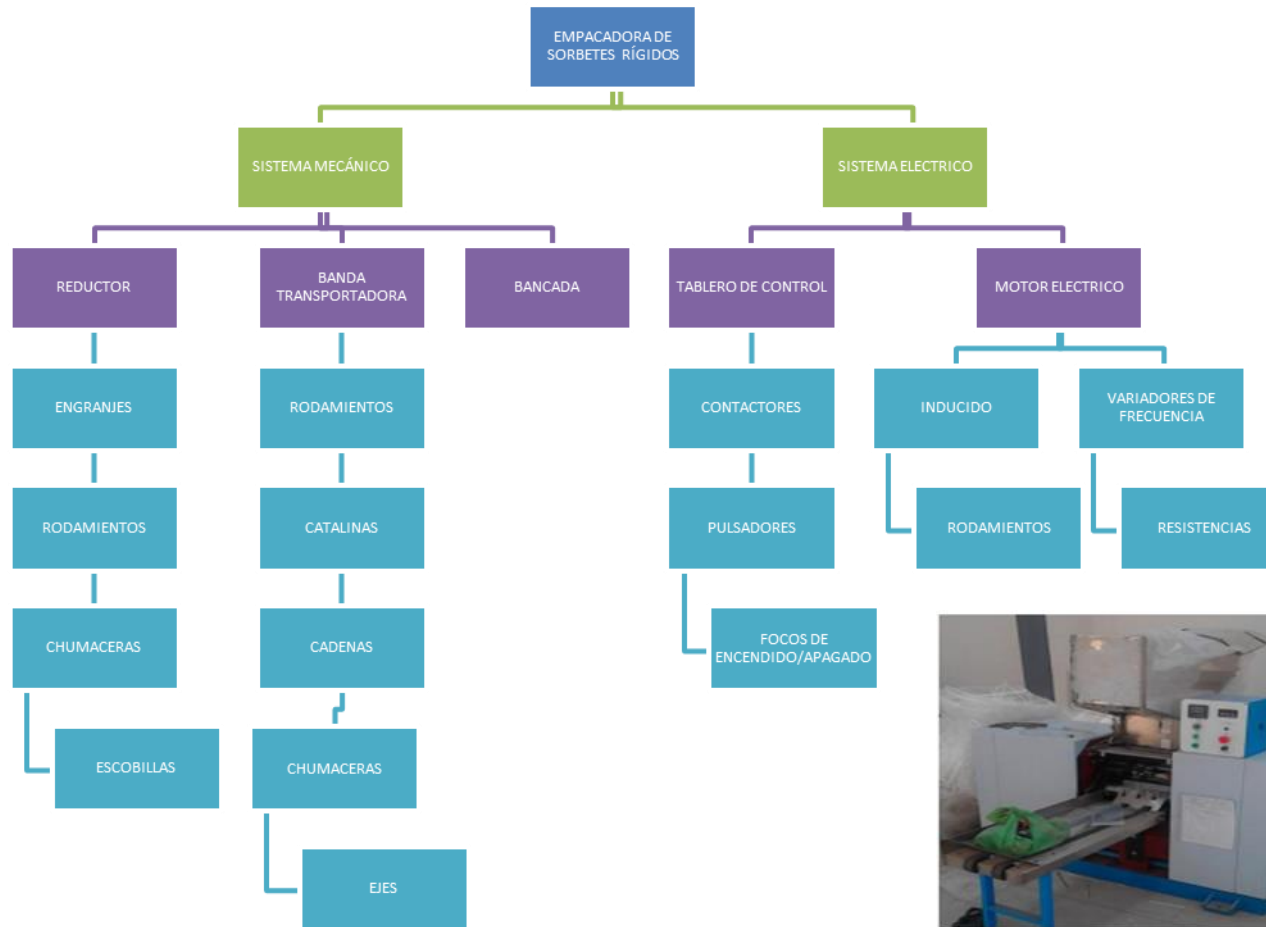 EMPACADORA DE
SORBETES RÍGIDOS
SISTEMA MECÁNICO
SISTEMA ELECTRICO
REDUCTOR
BANDA
TRANSPORTADORA
BANCADA
TABLERO DE CONTROL
MOTOR ELECTRICO
ENGRANJES
RODAMIENTOS
CONTACTORES
INDUCIDO
VARIADORES DE
FRECUENCIA
RODAMIENTOS
CATALINAS
PULSADORES
RODAMIENTOS
RESISTENCIAS
CHUMACERAS
CADENAS
FOCOS DE
ENCENDIDO/APAGADO
ESCOBILLAS
CHUMACERAS
EJES